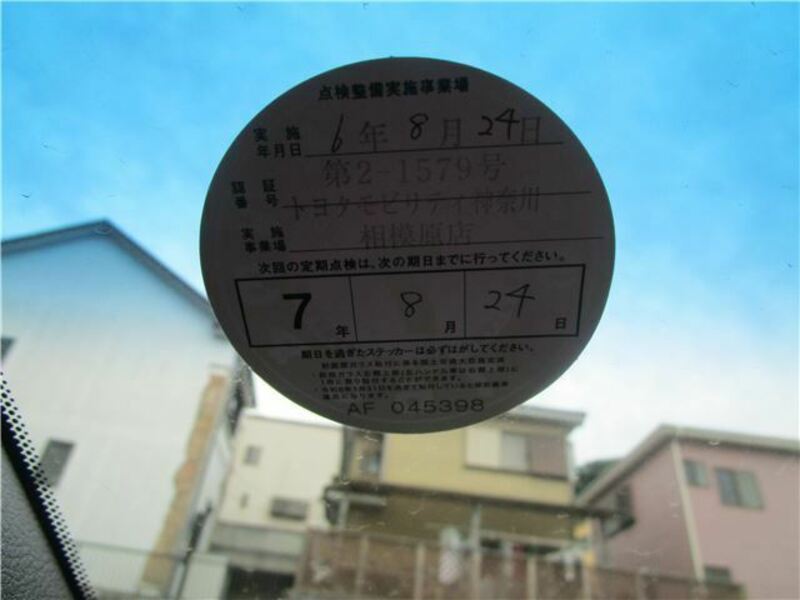 点検整備実施事業場
実施
年月日 6年 8月 24日
第2-1579号
認証
番号
トヨタモビリティ神奈川
実施
事業場 相模原店
次回の定期点検は、次の期日までに行ってください。
7年 8月 24日
期日を過ぎたステッカーは必ずはがしてください。
AF 045398